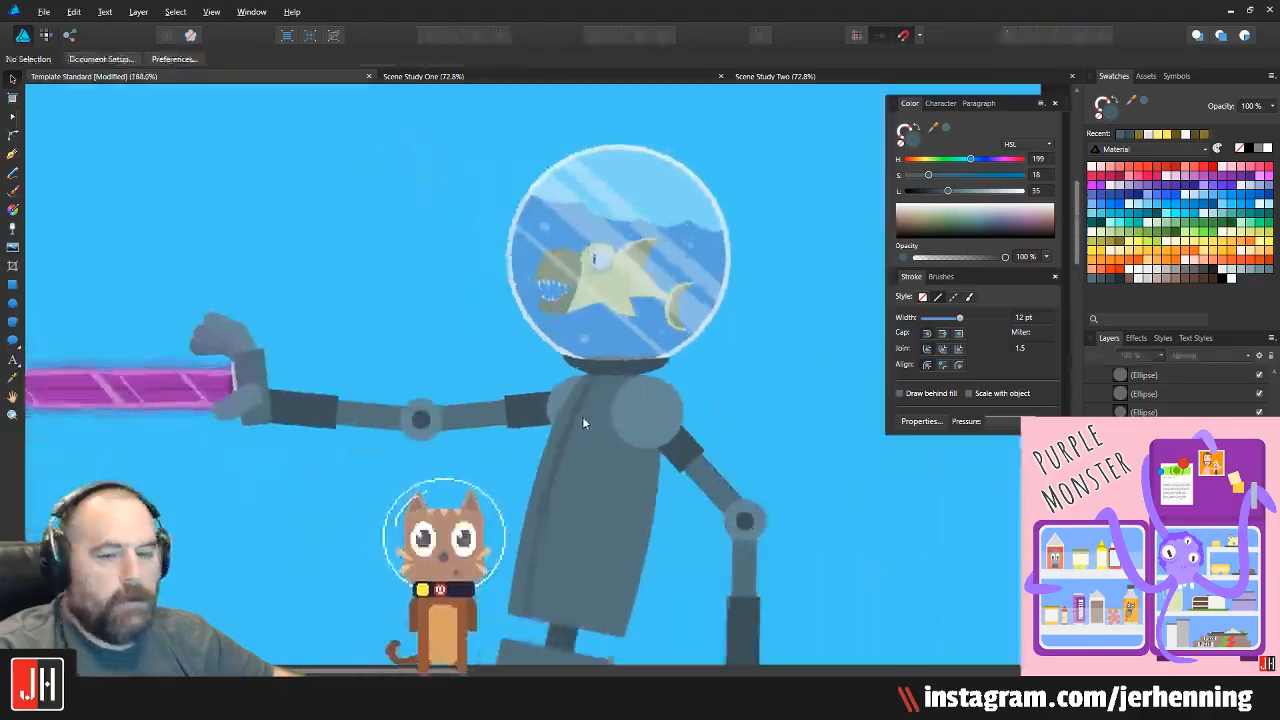 File Edit Text Layer Select View Window Help
No Selection Document Setup... Preferences...
Template Standard [Modified] (168.0%) Scene Study One (72.8%) Scene Study Two (72.8%)
Color Character Paragraph
HSL
H: 199
S: 18
L: 35
Opacity
100 %
Stroke Brushes
Style:
Width: 12 pt
Cap: Miter:
Join: 1.5
Align:
Draw behind fill Scale with object
Properties... Pressure:
Swatches Assets Symbols
Opacity: 100 %
Recent:
Material
Layers Effects Styles Text Styles
(Ellipse)
(Ellipse)
(Ellipse)
PURPLE
MONSTER
JH
instagram.com/jerhenning